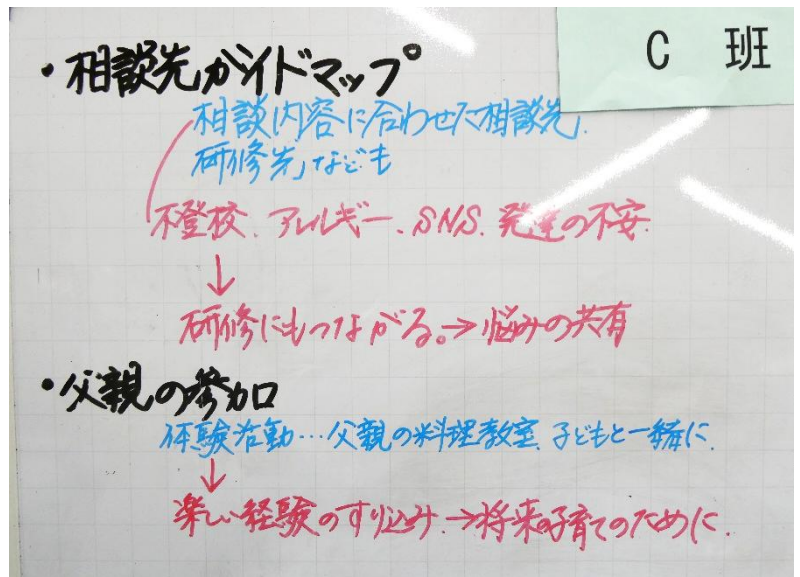 C 班
・相談先ガイドマップ
相談内容に合わせた相談先.
研修先」なども
不登校、アレルギー、SNS、発達の不安.
↓
研修にもつながる。→悩みの共有
・父親の参加
体験活動…父親の料理教室、子どもと一緒に.
↓
楽しい経験のすり込み.→将来の子育てのために.